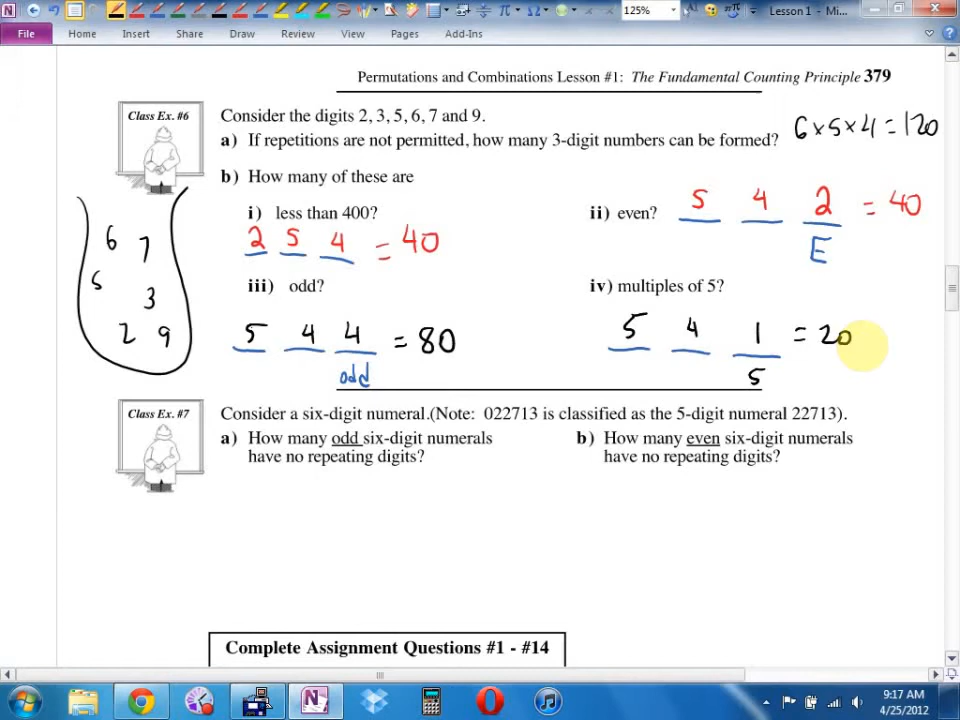 125%
Lesson 1 - Mi...
File Home Insert Share Draw Review View Pages Add-Ins
Permutations and Combinations Lesson #1: The Fundamental Counting Principle 379
Class Ex. #6
Consider the digits 2, 3, 5, 6, 7 and 9.
a) If repetitions are not permitted, how many 3-digit numbers can be formed? 6 x 5 x 4 = 120
b) How many of these are
i) less than 400?
2 5 4 = 40
ii) even? 5 4 2 = 40
E
6 7
5
3
2 9
iii) odd?
5 4 4 = 80
odd
iv) multiples of 5?
5 4 1 = 20
5
Class Ex. #7
Consider a six-digit numeral.(Note: 022713 is classified as the 5-digit numeral 22713).
a) How many odd six-digit numerals
have no repeating digits?
b) How many even six-digit numerals
have no repeating digits?
Complete Assignment Questions #1 - #14
9:17 AM
4/25/2012